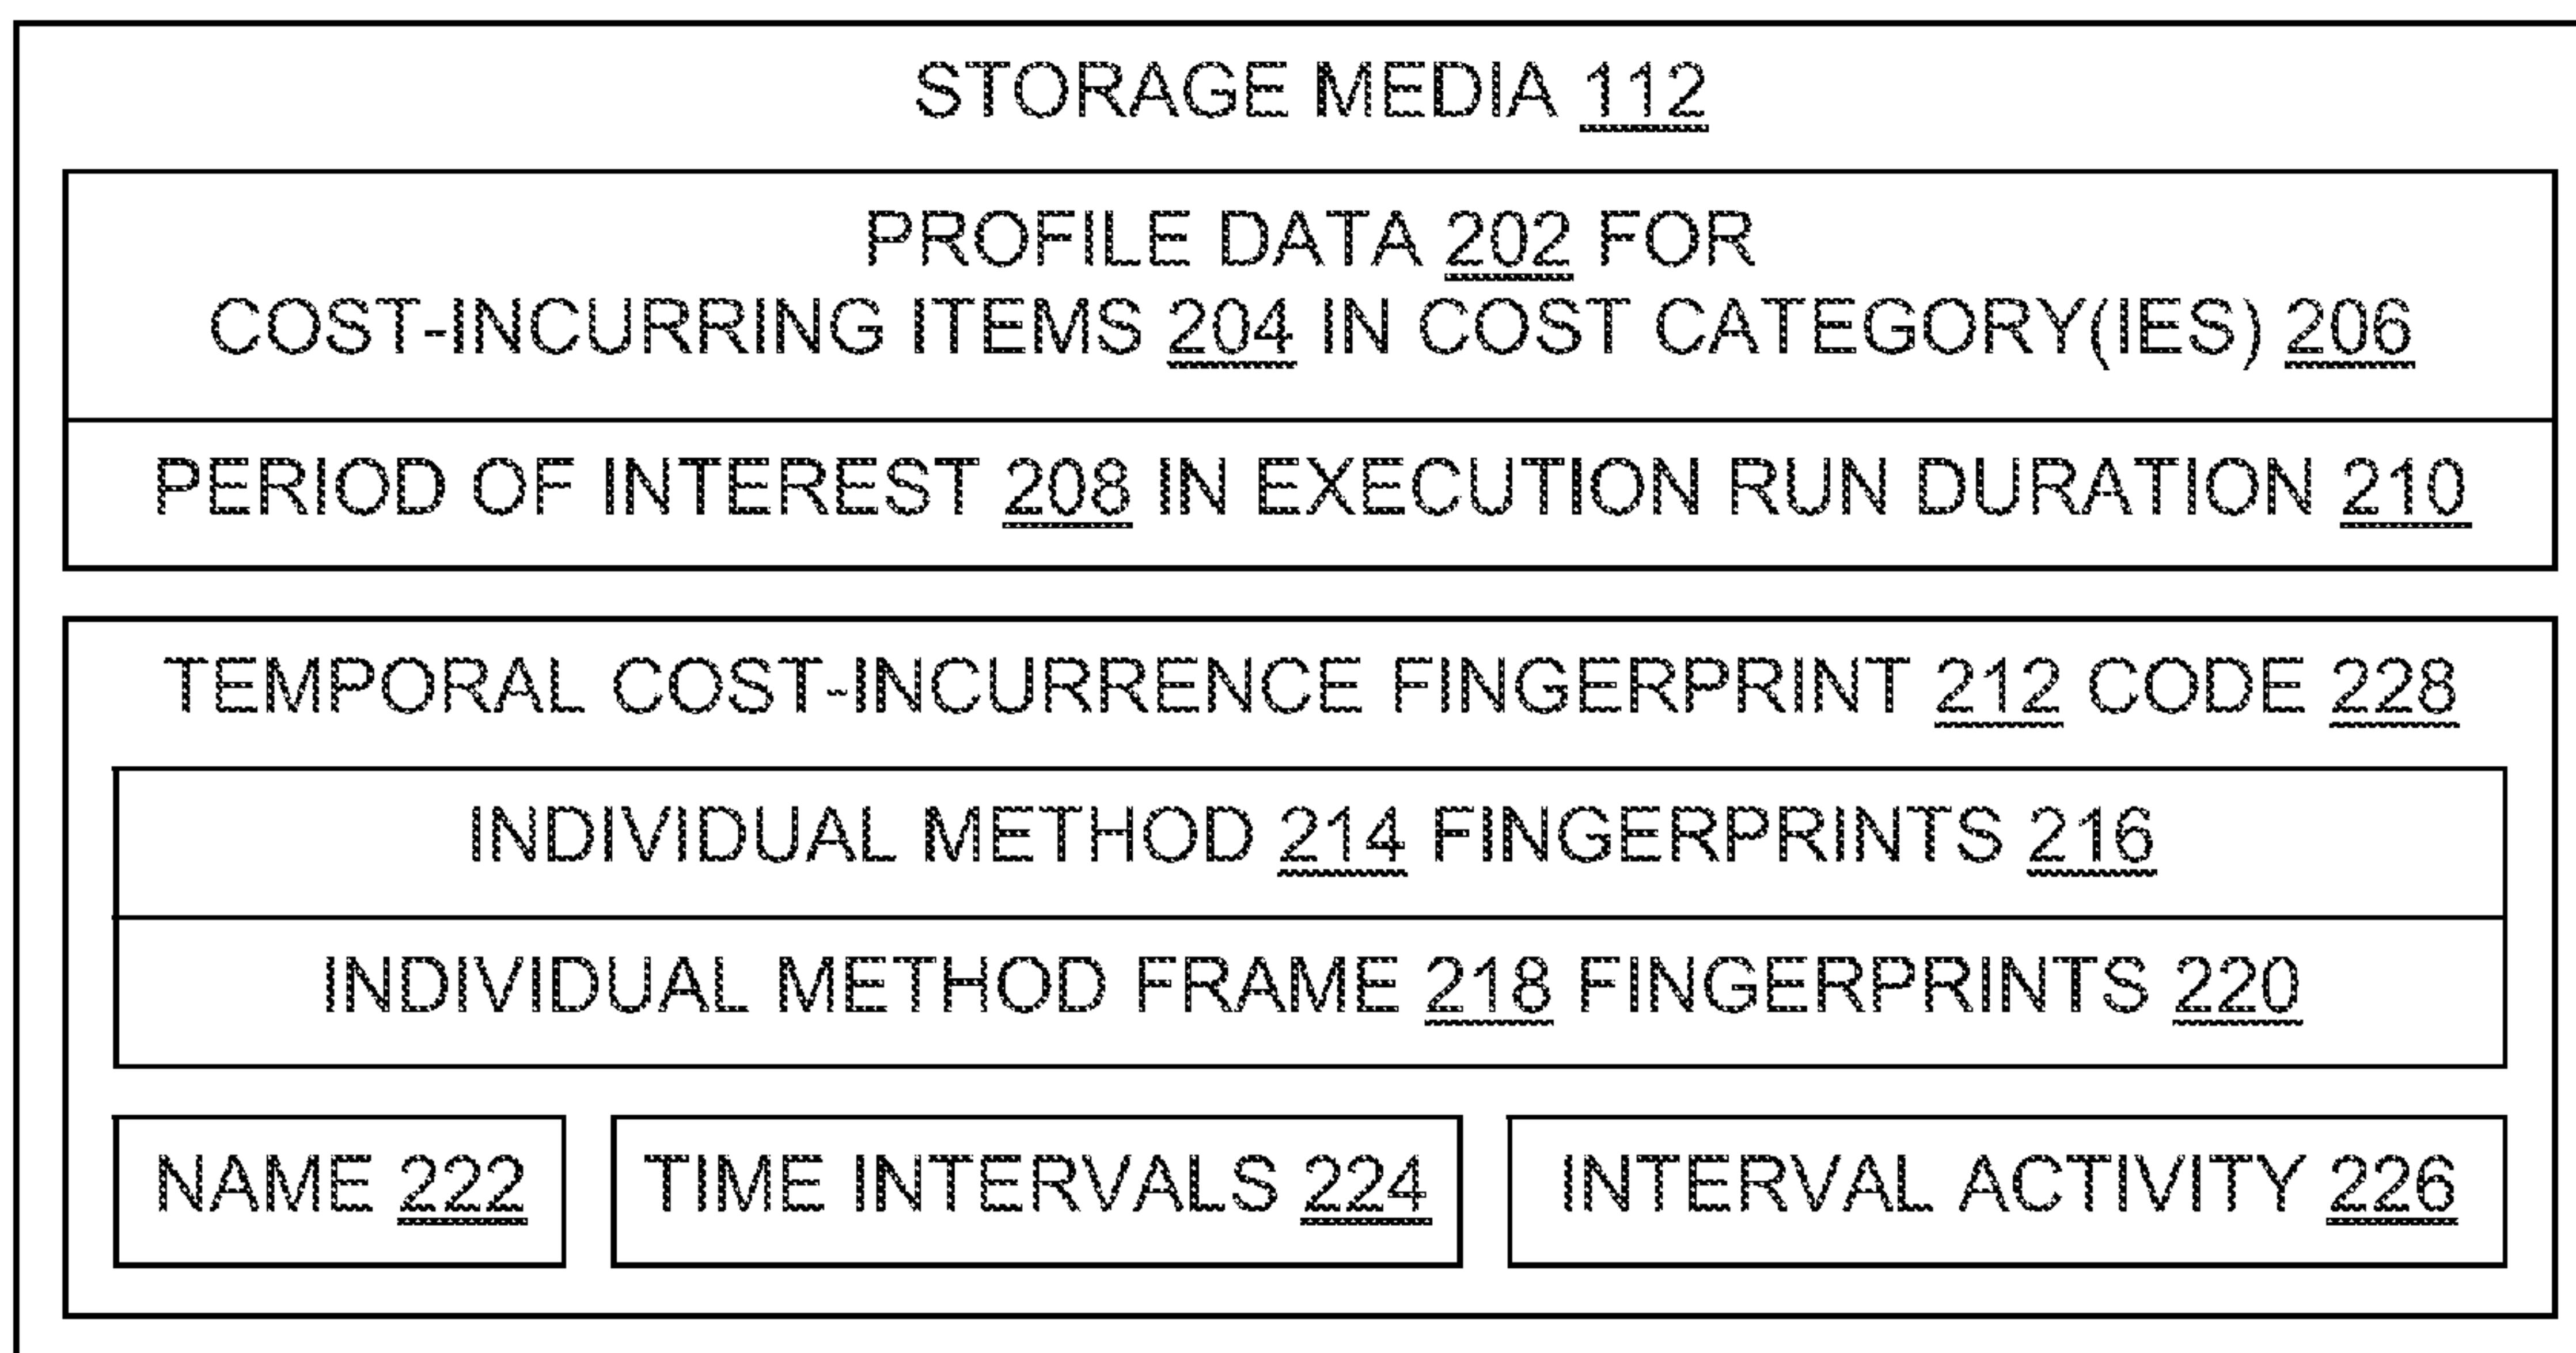 STORAGE MEDIA 112
PROFILE DATA 202 FOR
COST-INCURRING ITEMS 204 IN COST CATEGORY(IES) 206
PERIOD OF INTEREST 208 IN EXECUTION RUN DURATION 210
TEMPORAL COST-INCURRENCE FINGERPRINT 212 CODE 228
INDIVIDUAL METHOD 214 FINGERPRINTS 216
INDIVIDUAL METHOD FRAME 218 FINGERPRINTS 220
NAME 222
TIME INTERVALS 224
INTERVAL ACTIVITY 226